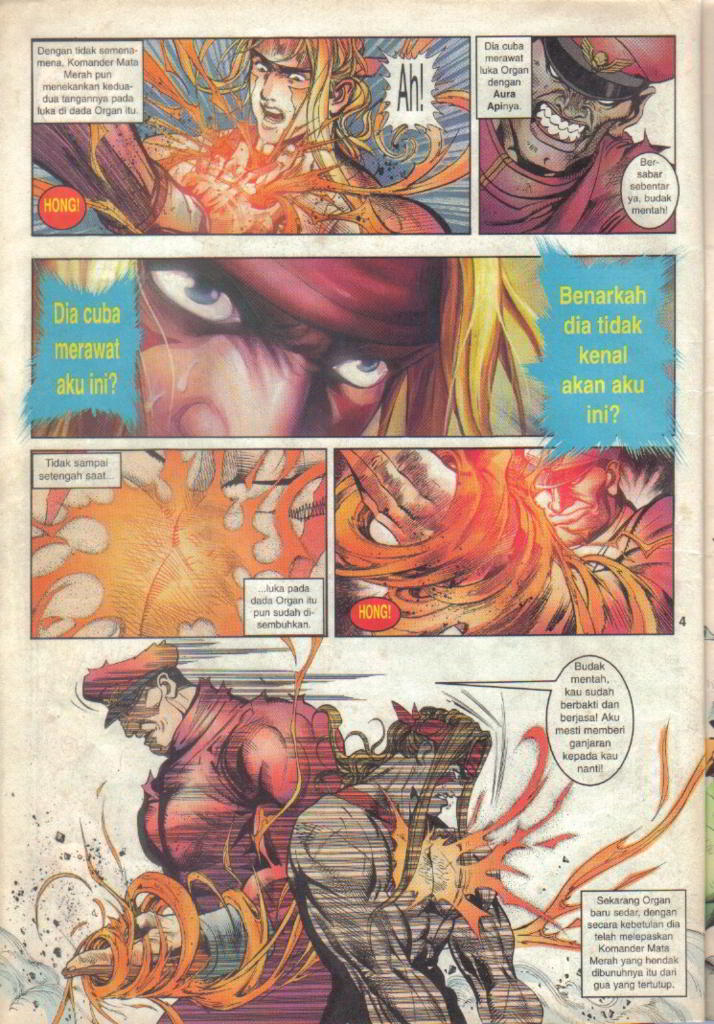 Dengan tidak semena-
mena, Komander Mata
Merah pun
menekankan kedua-
dua tangannya pada
luka di dada Organ itu.
Ah!
HONG!
Dia cuba
merawat
luka Organ
dengan
Aura
Apinya.
Ber-
sabar
sebentar
ya, budak
mentah!
Dia cuba
merawat
aku ini?
Benarkah
dia tidak
kenal
akan aku
ini?
Tidak sampai
setengah saat...
...luka pada
dada Organ itu
pun sudah di-
sembuhkan.
HONG!
4
Budak
mentah,
kau sudah
berbakti dan
berjasa! Aku
mesti memberi
ganjaran
kepada kau
nanti!
Sekarang Organ
baru sedar, dengan
secara kebetulan dia
telah melepaskan
Komander Mata
Merah yang hendak
dibunuhnya itu dari
gua yang tertutup.